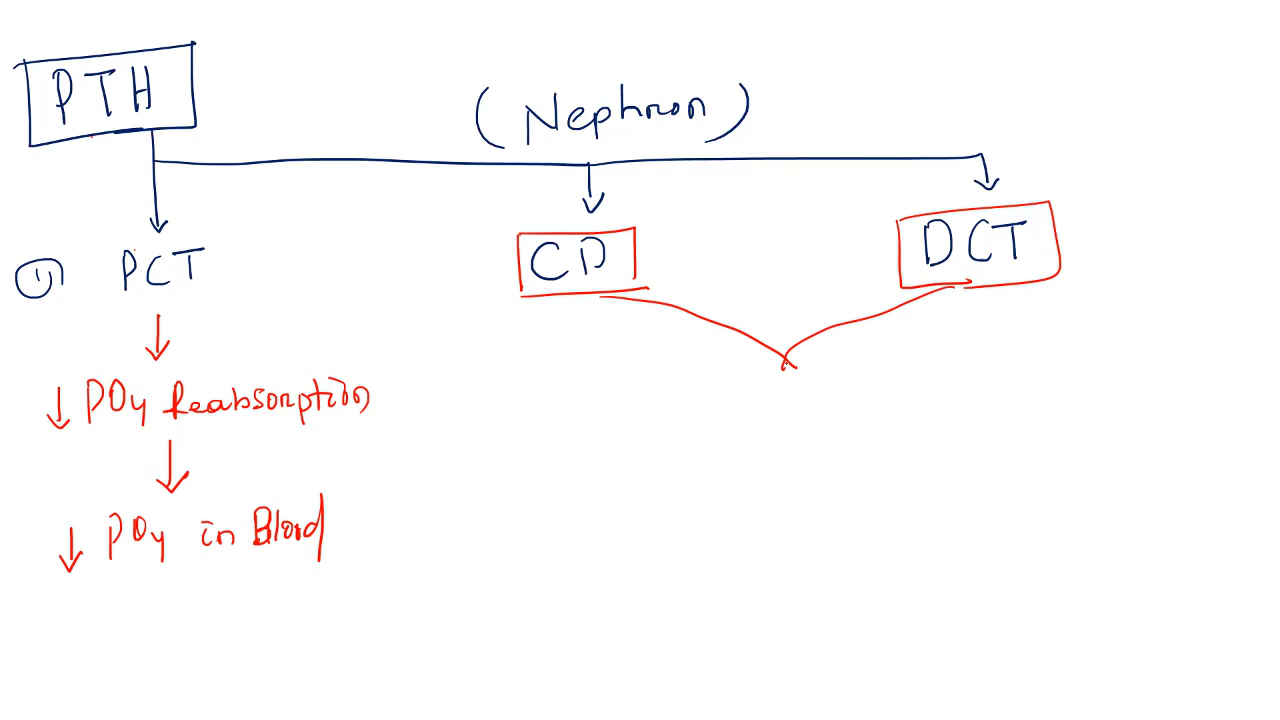 PTH
(Nephron)
① PCT
CD
DCT
↓ PO4 Reabsorption
↓ PO4 in Blood